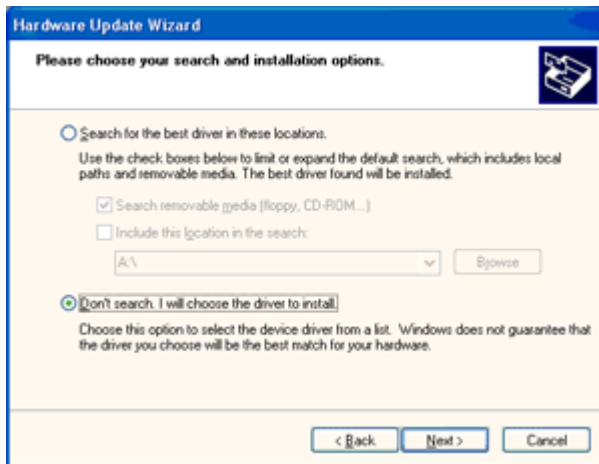 Hardware Update Wizard
Please choose your search and installation options.
Search for the best driver in these locations.
Use the check boxes below to limit or expand the default search, which includes local
paths and removable media. The best driver found will be installed.
Search removable media (floppy, CD-ROM...)
Include this location in the search:
A:\
Browse
Don't search. I will choose the driver to install.
Choose this option to select the device driver from a list. Windows does not guarantee that
the driver you choose will be the best match for your hardware.
< Back Next > Cancel